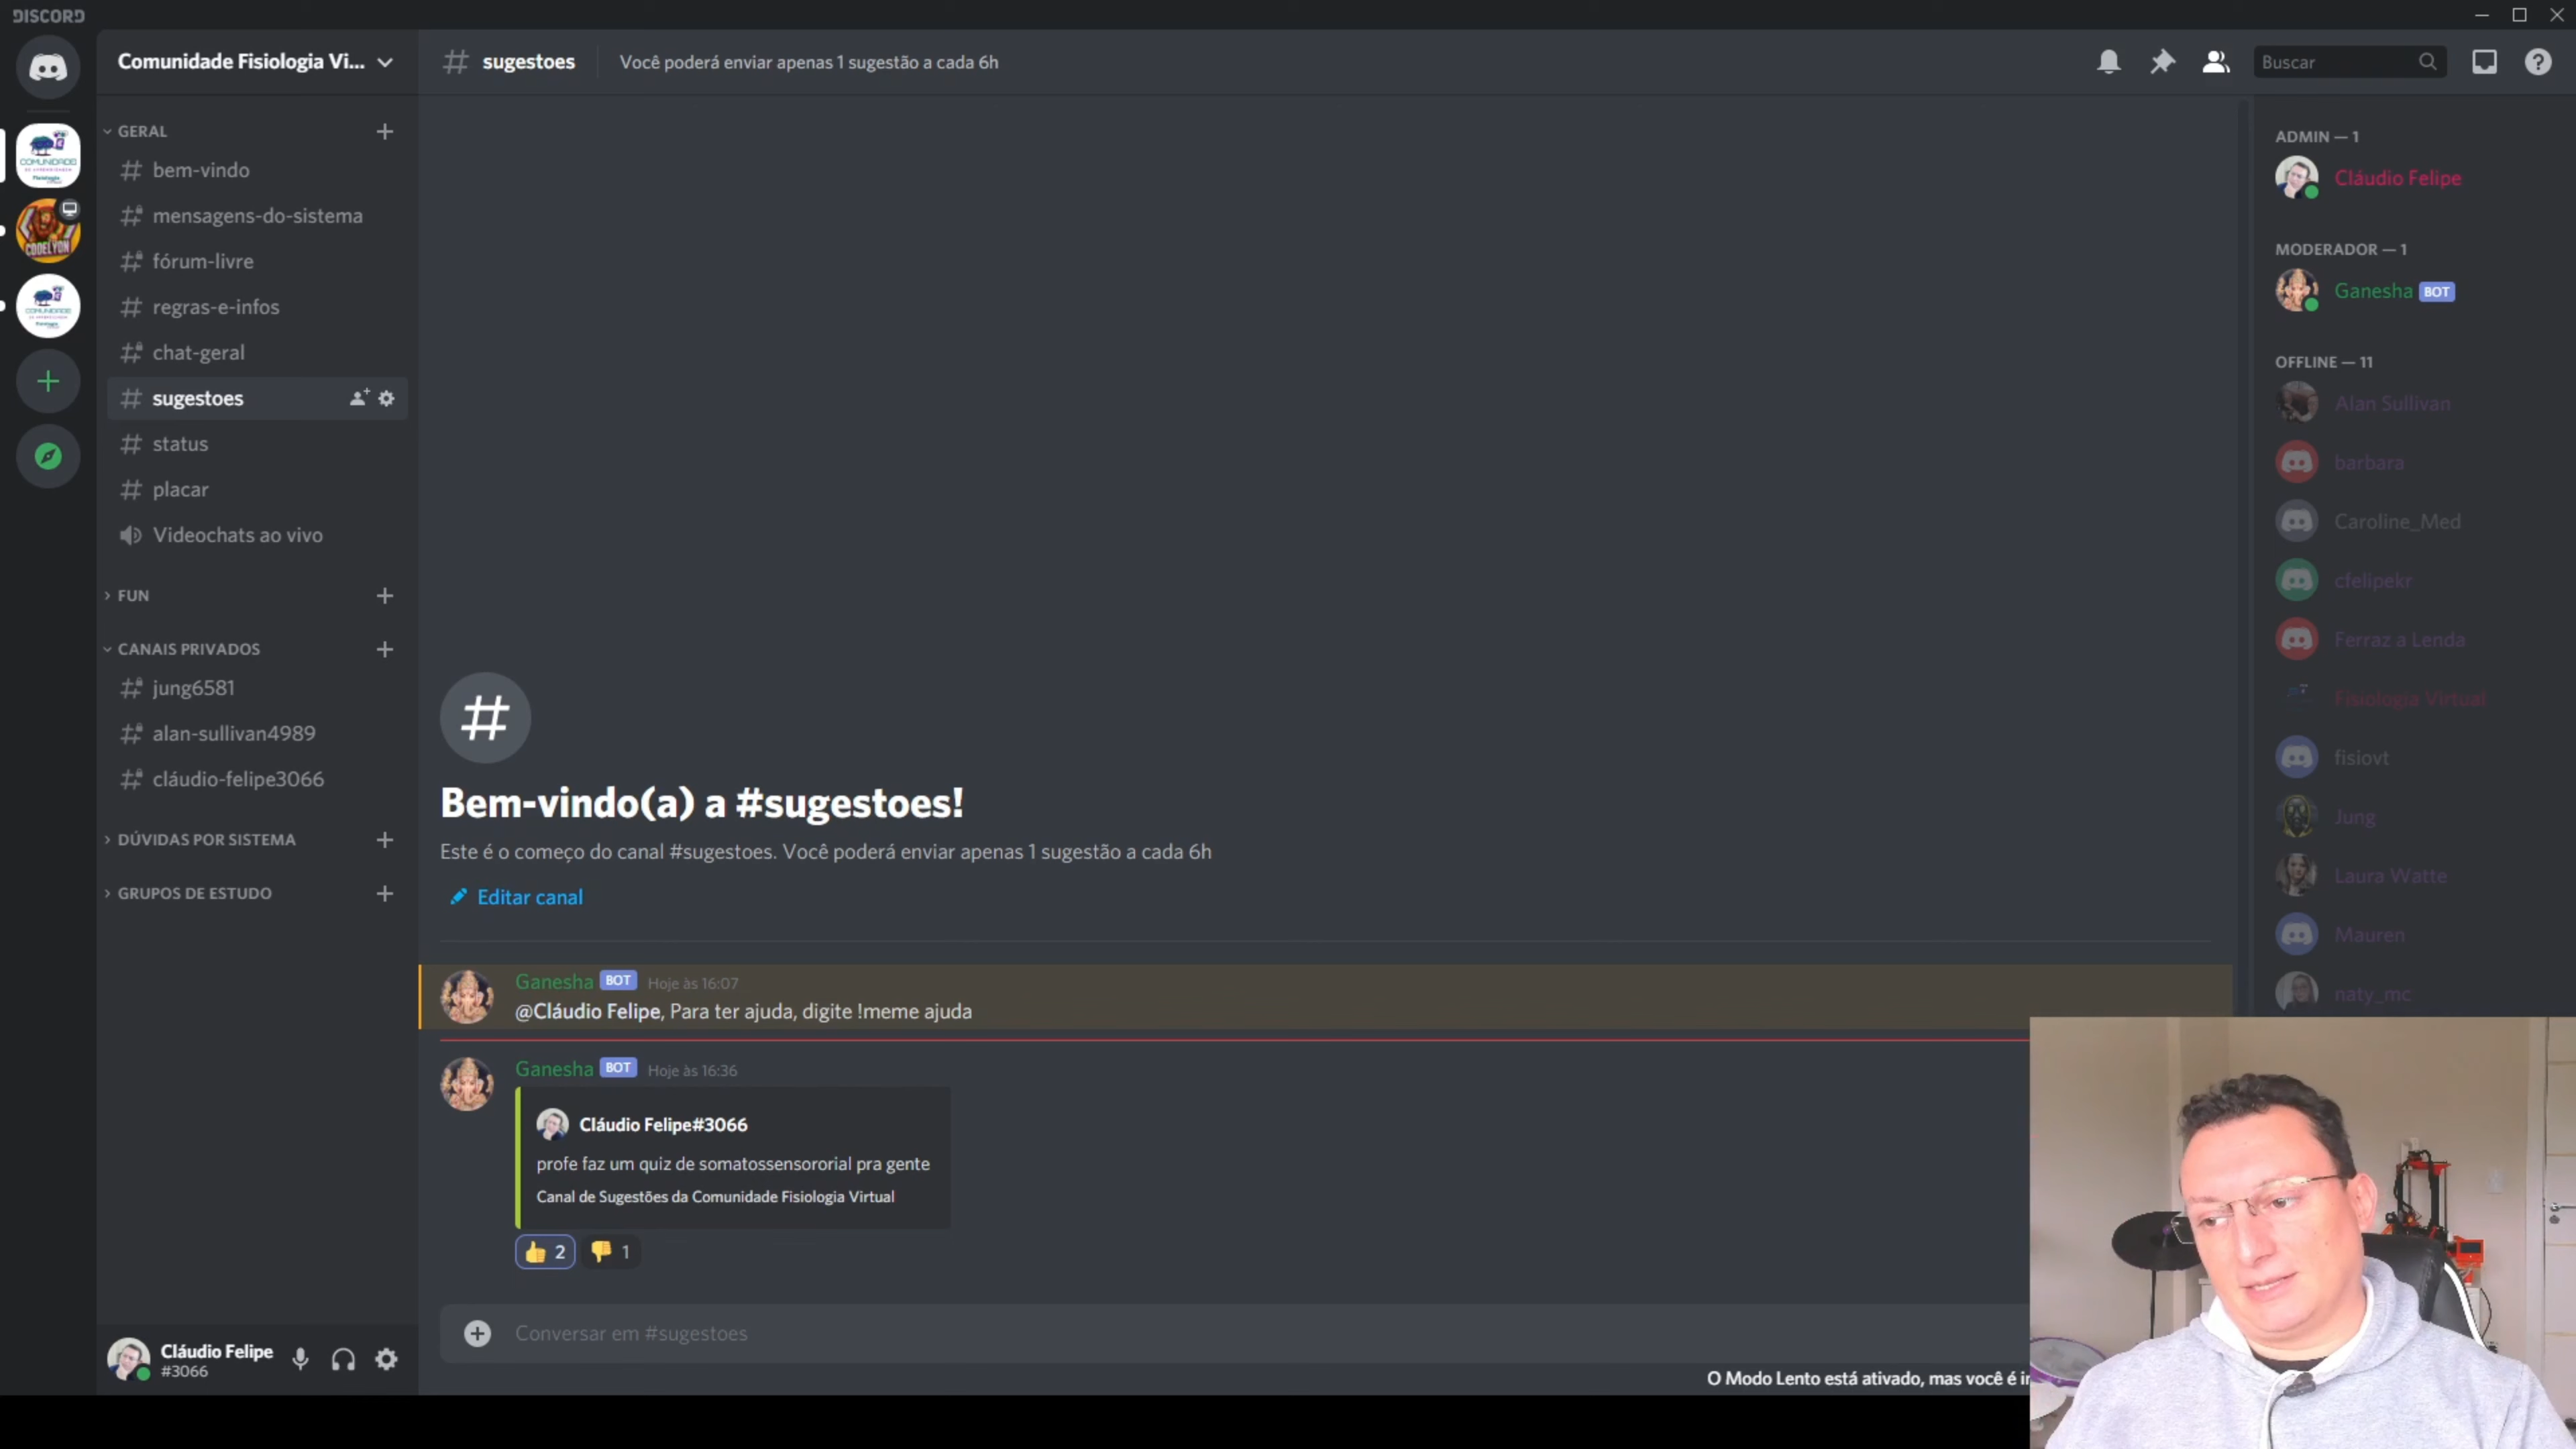 DISCORD
Comunidade Fisiologia Vi...
GERAL
bem-vindo
mensagens-do-sistema
fórum-livre
regras-e-infos
chat-geral
sugestoes
status
placar
Videochats ao vivo
FUN
CANAIS PRIVADOS
jung6581
alan-sullivan4989
cláudio-felipe3066
DÚVIDAS POR SISTEMA
GRUPOS DE ESTUDO
Cláudio Felipe
#3066
sugestoes
Você poderá enviar apenas 1 sugestão a cada 6h
Buscar
Bem-vindo(a) a #sugestoes!
Este é o começo do canal #sugestoes. Você poderá enviar apenas 1 sugestão a cada 6h
Editar canal
Ganesha BOT Hoje às 16:07
@Cláudio Felipe, Para ter ajuda, digite !meme ajuda
Ganesha BOT Hoje às 16:36
Cláudio Felipe#3066
profe faz um quiz de somatossensororial pra gente
Canal de Sugestões da Comunidade Fisiologia Virtual
2 1
Conversar em #sugestoes
O Modo Lento está ativado, mas você é i
ADMIN — 1
Cláudio Felipe
MODERADOR — 1
Ganesha BOT
OFFLINE — 11
Alan Sullivan
barbara
Caroline_Med
cfelipekr
Ferraz a Lenda
Fisiologia Virtual
fisiovt
Jung
Laura Watte
Mauren
naty_mc
COMUNIDADE
Fisiologia
CODELYON
COMUNIDADE